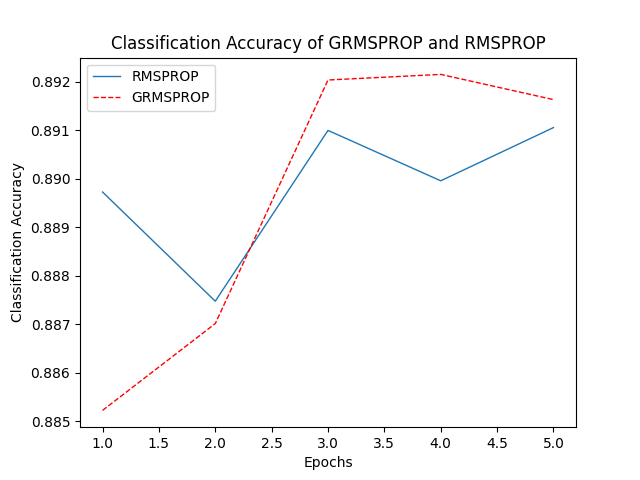 Classification Accuracy of GRMSPROP and RMSPROP
RMSPROP
GRMSPROP
0.892
0.891
0.890
0.889
0.888
0.887
0.886
0.885
Classification Accuracy
1.0 1.5 2.0 2.5 3.0 3.5 4.0 4.5 5.0
Epochs